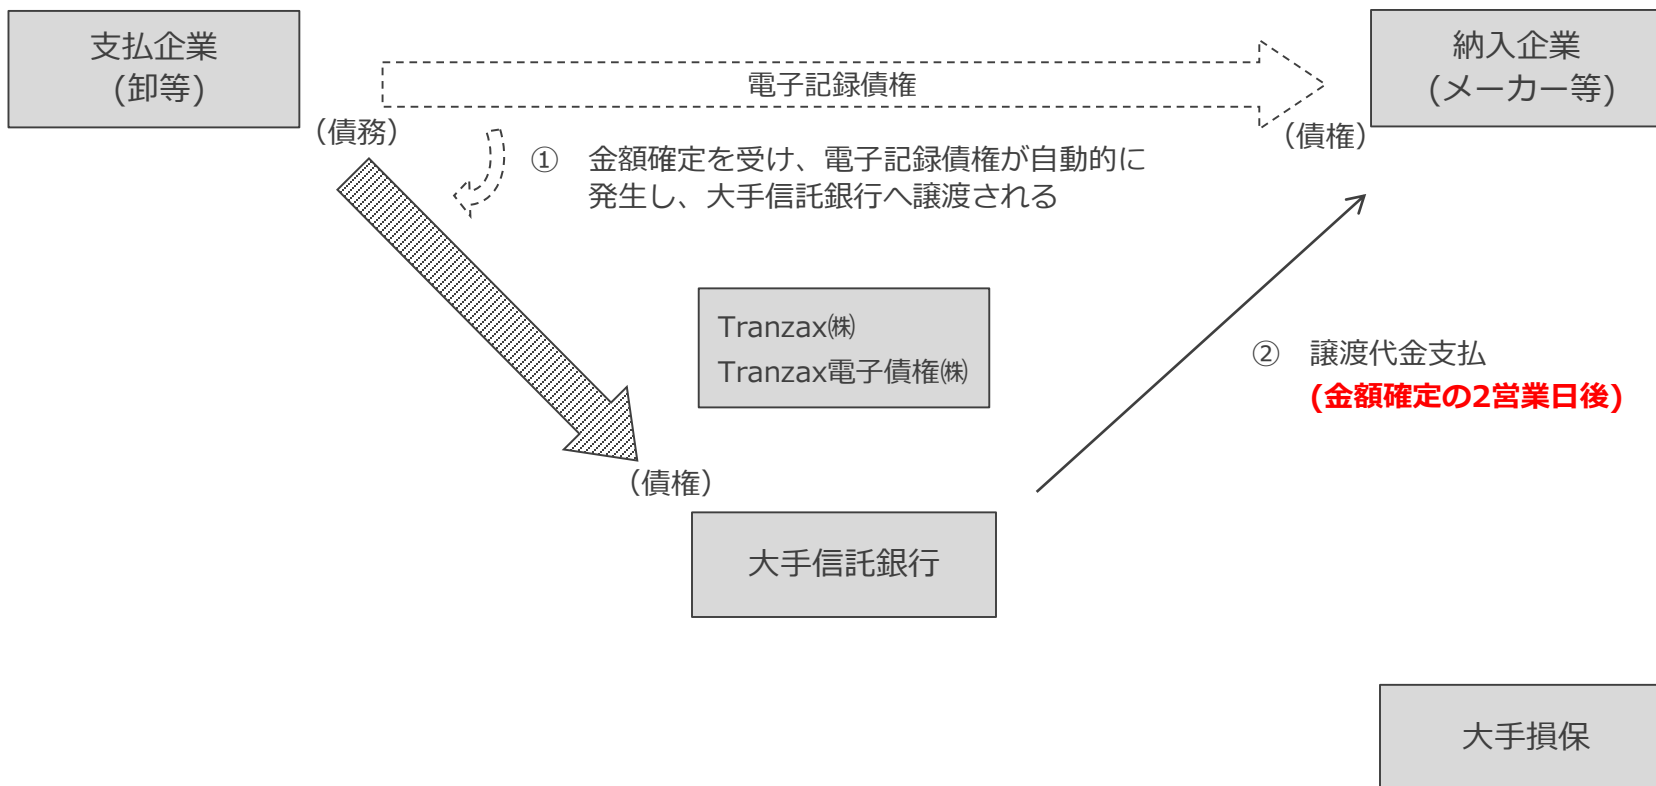 支払企業
(卸等)
電子記録債権
納入企業
(メーカー等)
(債務)
(債権)
① 金額確定を受け、電子記録債権が自動的に
発生し、大手信託銀行へ譲渡される
Tranzax㈱
Tranzax電子債権㈱
② 譲渡代金支払
(金額確定の2営業日後)
(債権)
大手信託銀行
大手損保